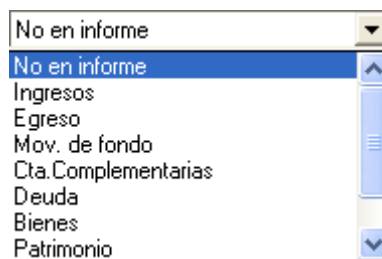 No en informe
No en informe
Ingresos
Egreso
Mov. de fondo
Cta.Complementarias
Deuda
Bienes
Patrimonio